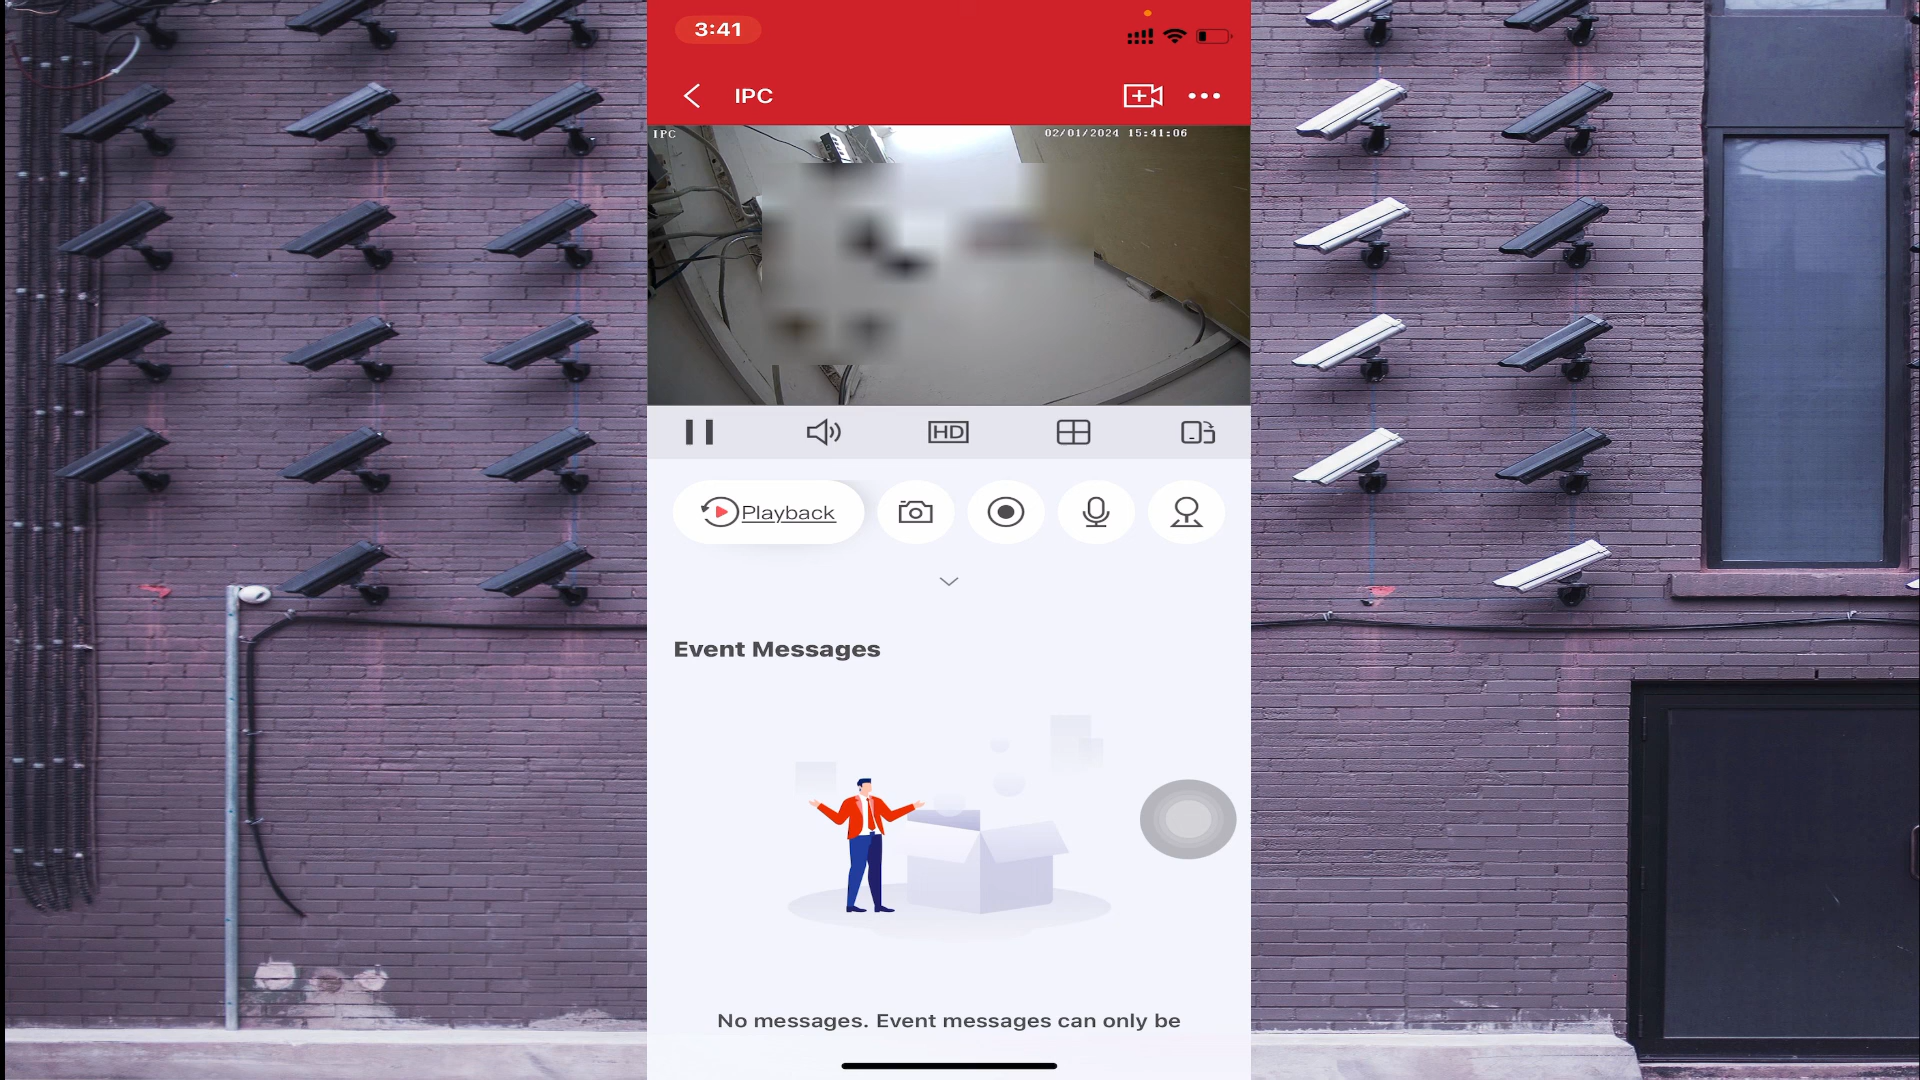 3:41
IPC
IPC
02/01/2024 15:41:06
HD
Playback
Event Messages
No messages. Event messages can only be